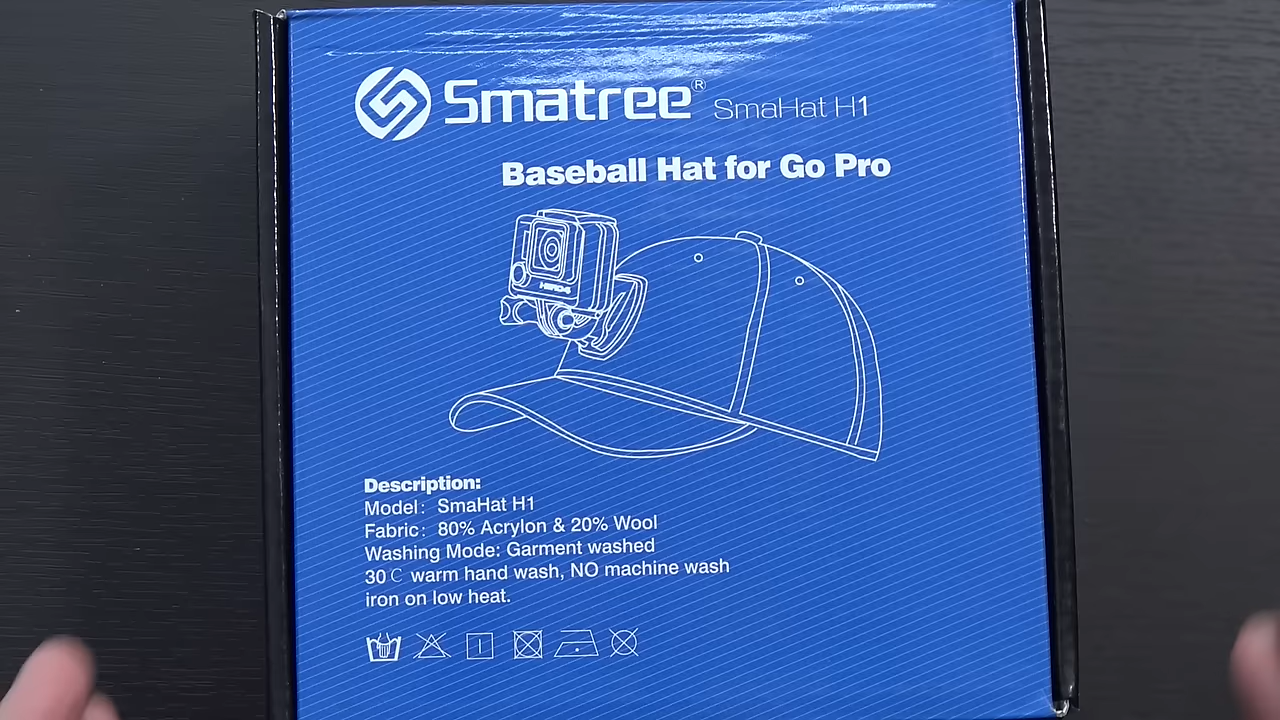 Smatree® SmaHat H1
Baseball Hat for Go Pro
HERO4
Description:
Model: SmaHat H1
Fabric: 80% Acrylon & 20% Wool
Washing Mode: Garment washed
30℃ warm hand wash, NO machine wash
iron on low heat.